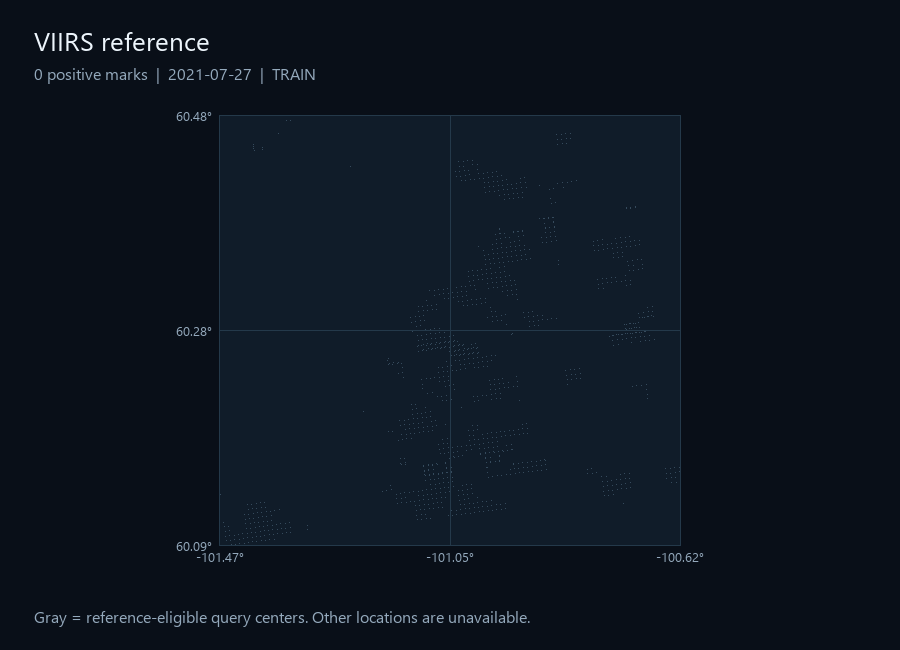 VIIRS reference
0 positive marks | 2021-07-27 | TRAIN
60.48°
60.28°
60.09°
-101.47° -101.05° -100.62°
Gray = reference-eligible query centers. Other locations are unavailable.